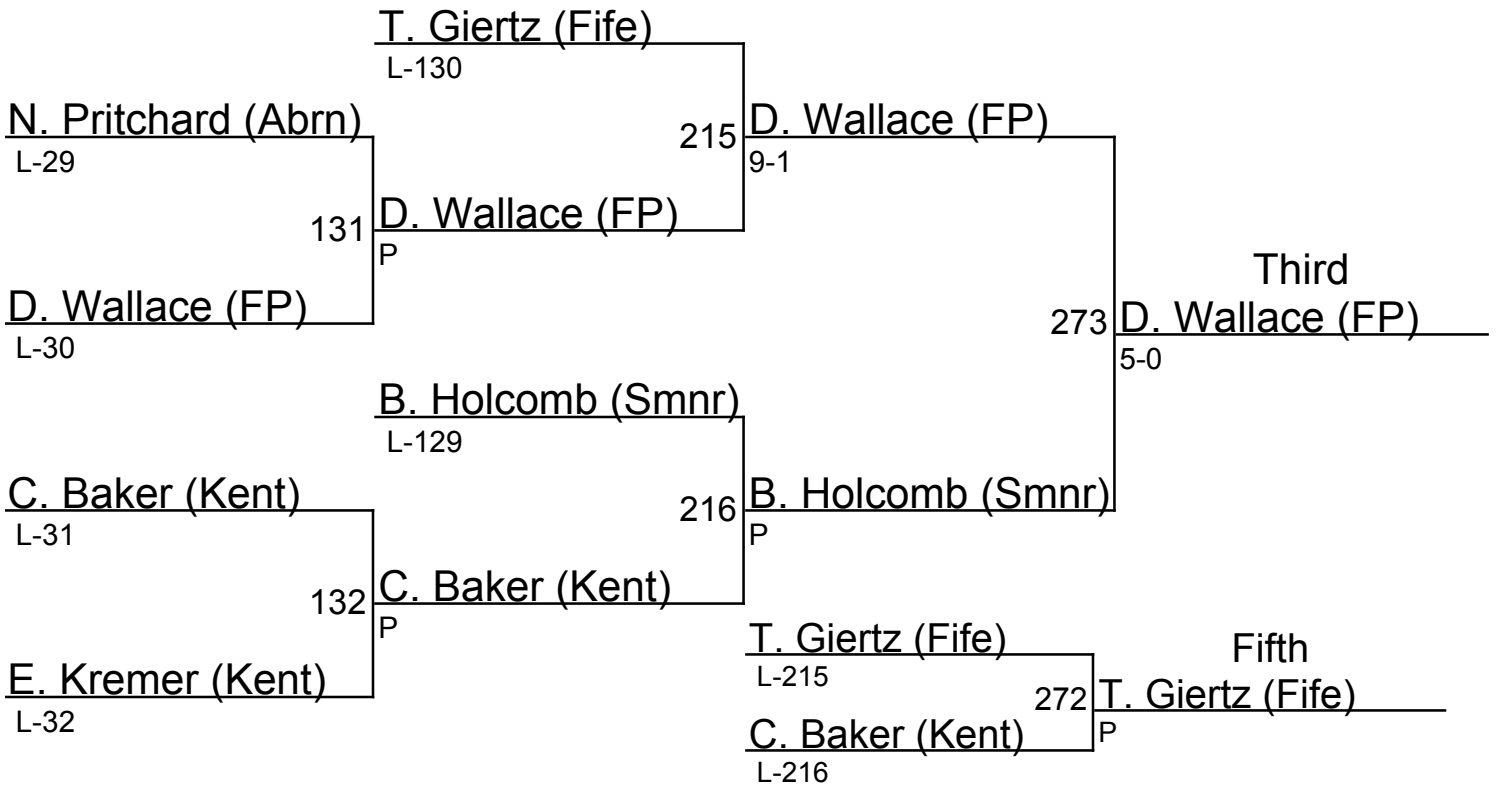 T. Giertz (Fife)
L-130
N. Pritchard (Abrn)
L-29
215 D. Wallace (FP)
9-1
131 D. Wallace (FP)
P
D. Wallace (FP)
L-30
Third
273 D. Wallace (FP)
5-0
B. Holcomb (Smnr)
L-129
C. Baker (Kent)
L-31
216 B. Holcomb (Smnr)
P
132 C. Baker (Kent)
P
T. Giertz (Fife)
L-215
E. Kremer (Kent)
L-32
Fifth
272 T. Giertz (Fife)
P
C. Baker (Kent)
L-216